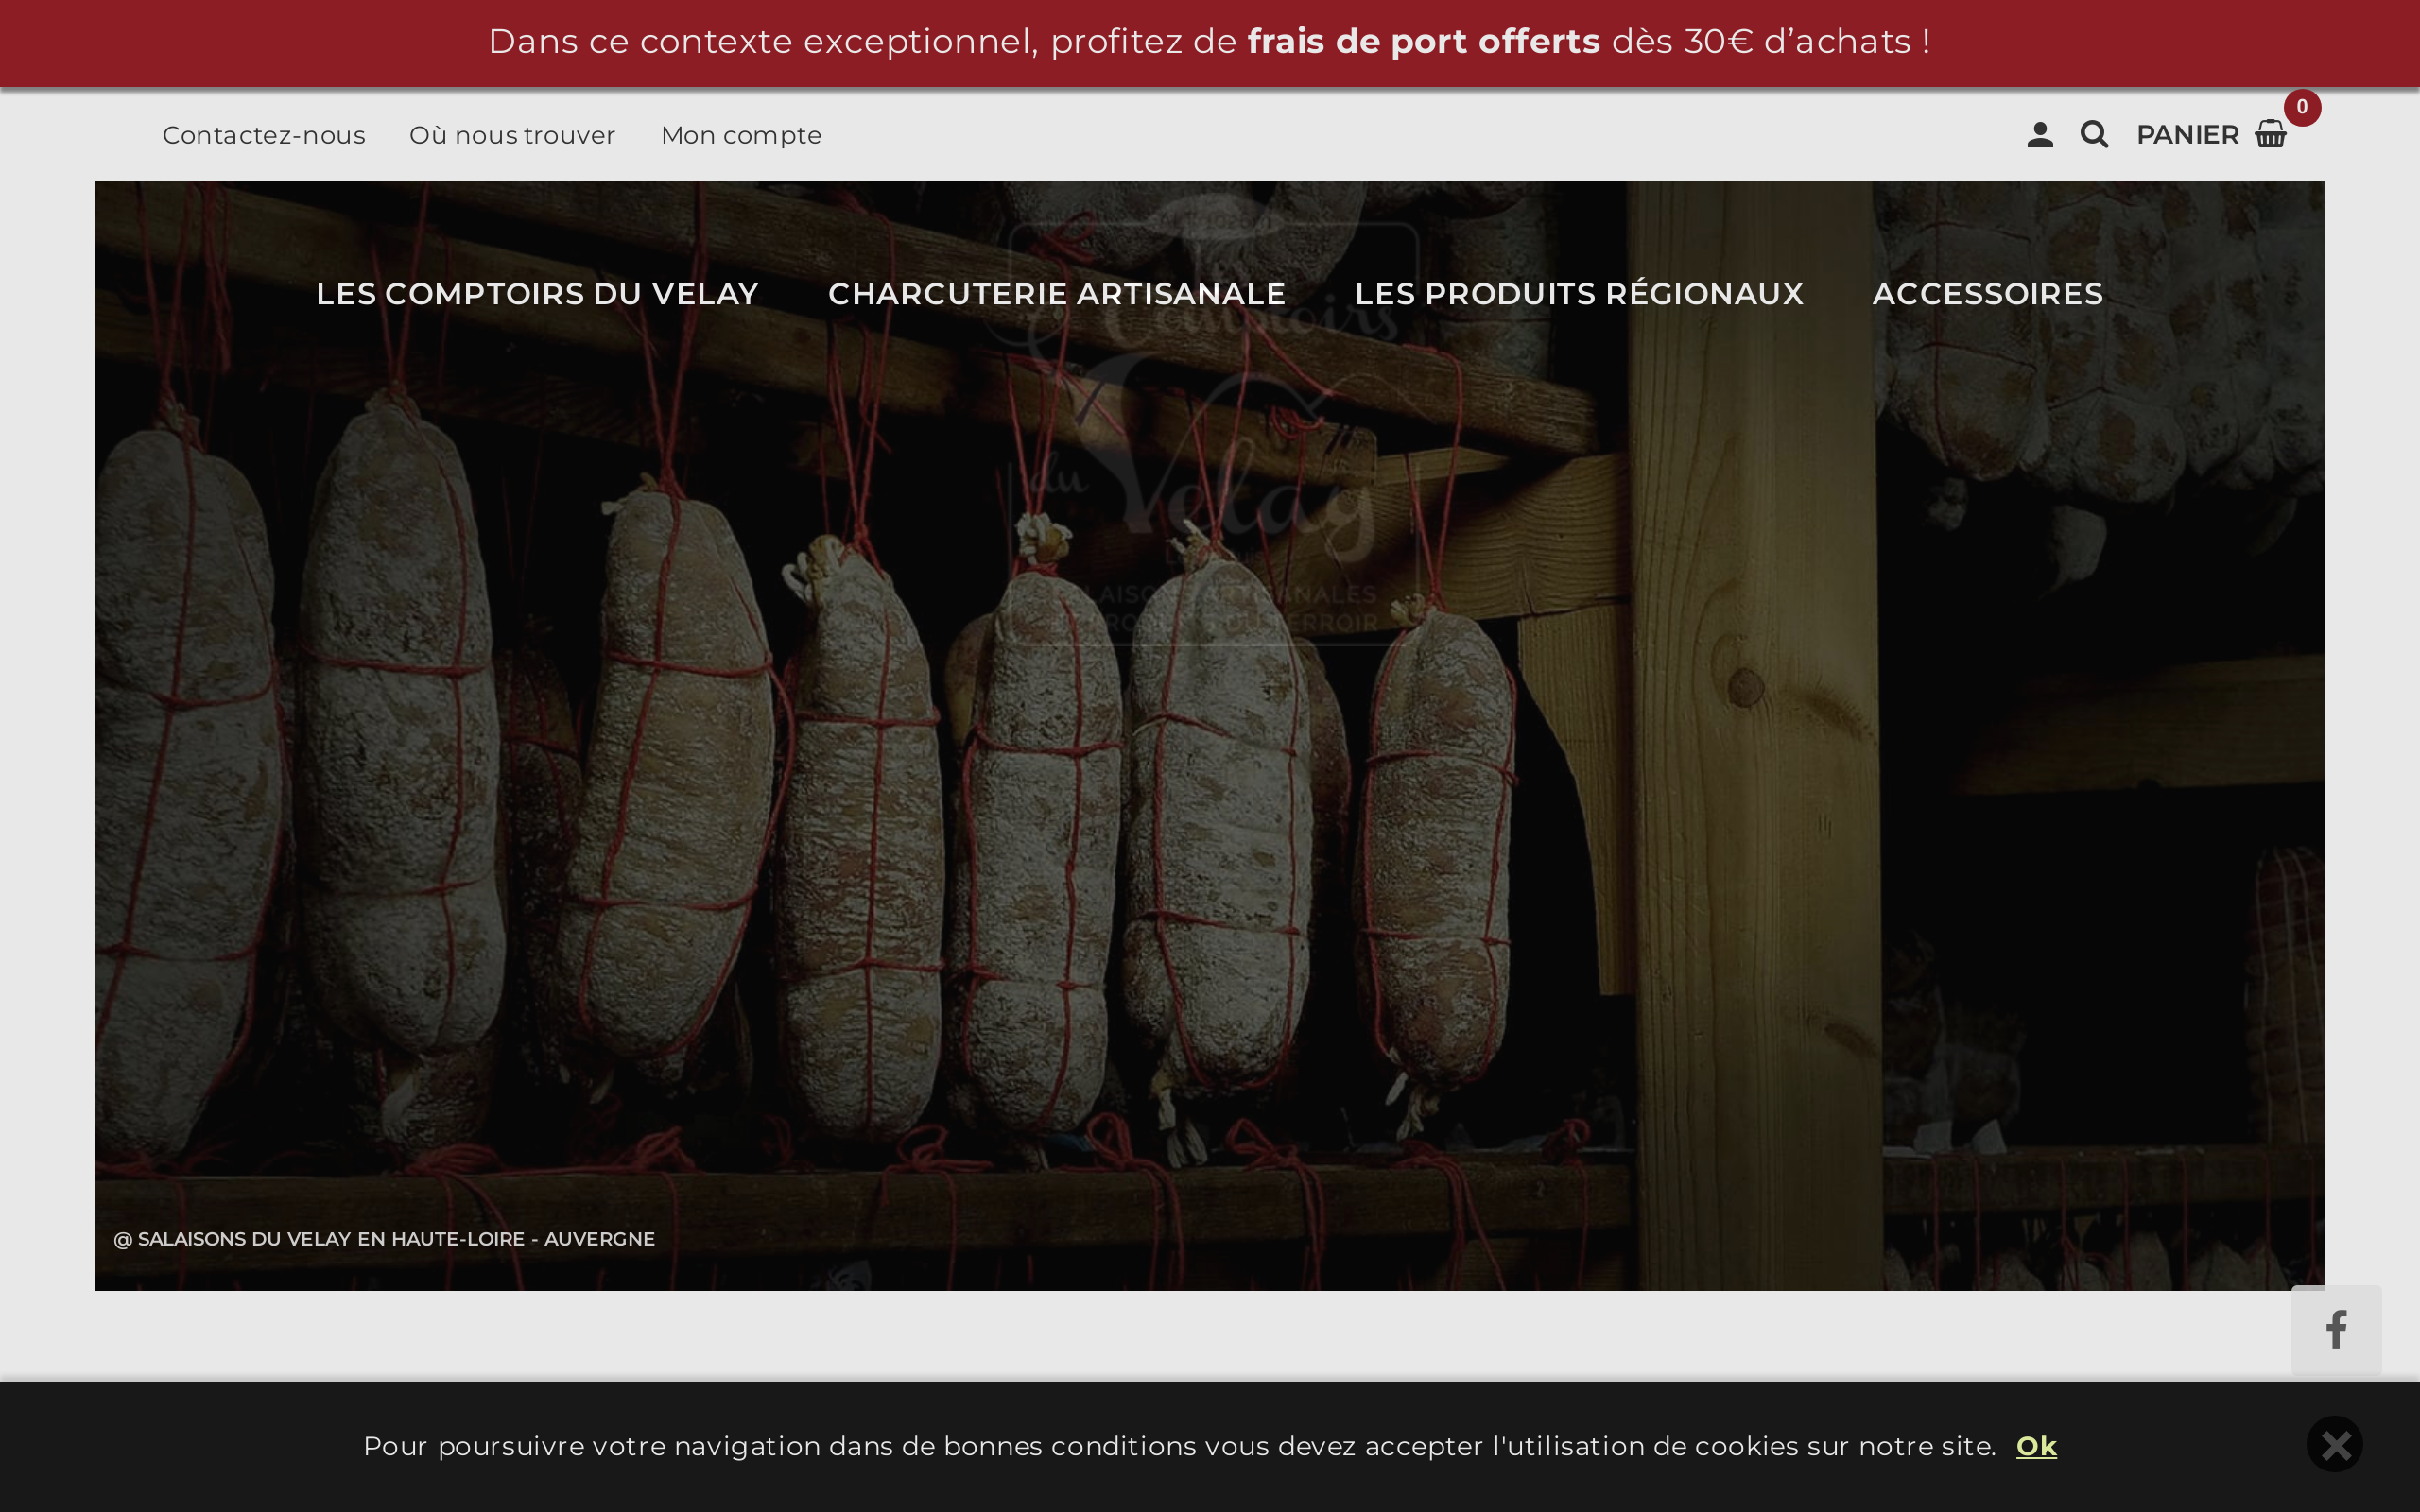 Dans ce contexte exceptionnel, profitez de frais de port offerts dès 30€ d’achats !
Contactez-nous
Où nous trouver
Mon compte
PANIER
0
LES COMPTOIRS DU VELAY
CHARCUTERIE ARTISANALE
LES PRODUITS RÉGIONAUX
ACCESSOIRES
Comptoirs
du Velay
@ SALAISONS DU VELAY EN HAUTE-LOIRE - AUVERGNE
Pour poursuivre votre navigation dans de bonnes conditions vous devez accepter l'utilisation de cookies sur notre site. Ok